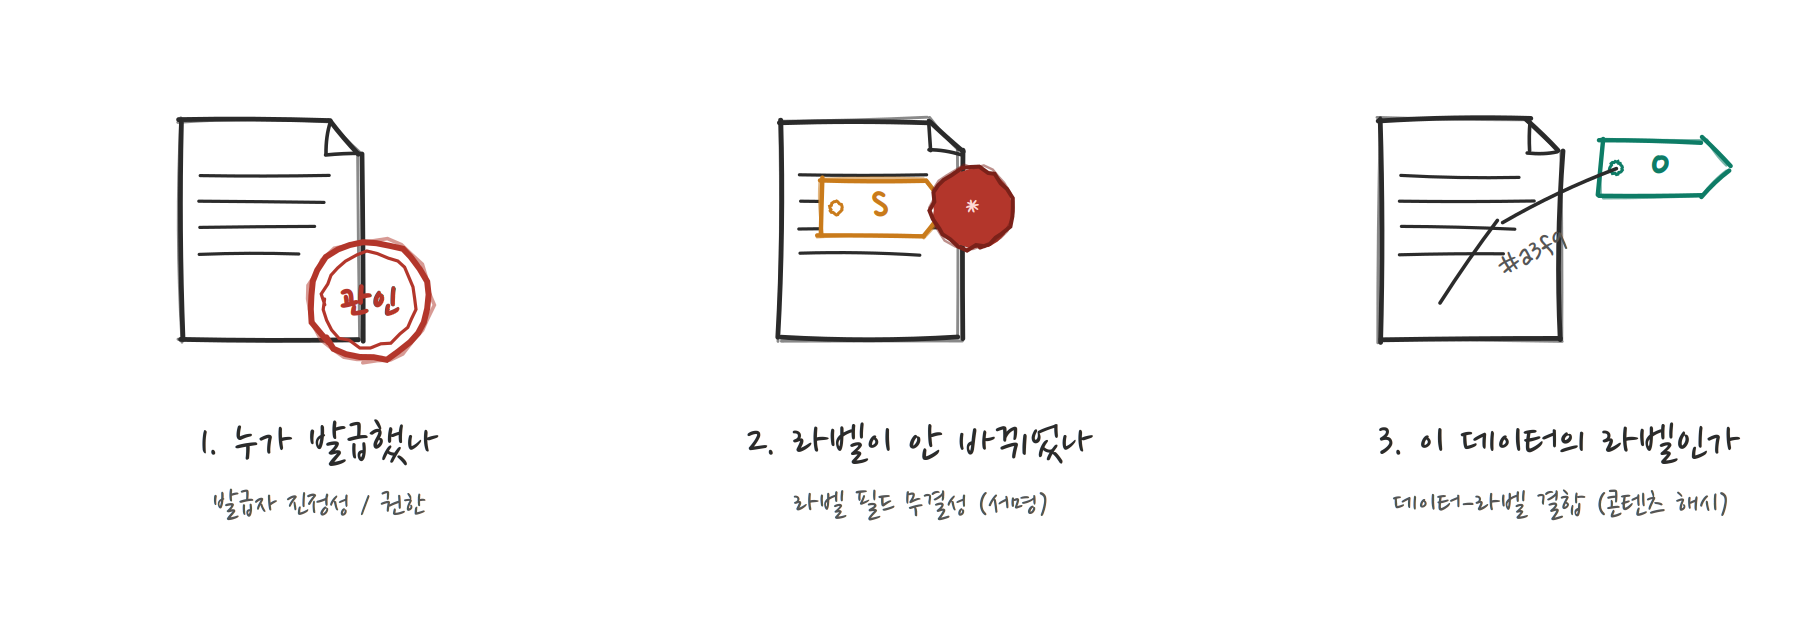 관인
S
*
O
#a3f9
1. 누가 발급했나
발급자 진정성 / 권한
2. 라벨이 안 바뀌었나
라벨 필드 무결성 (서명)
3. 이 데이터의 라벨인가
데이터-라벨 결합 (콘텐츠 해시)